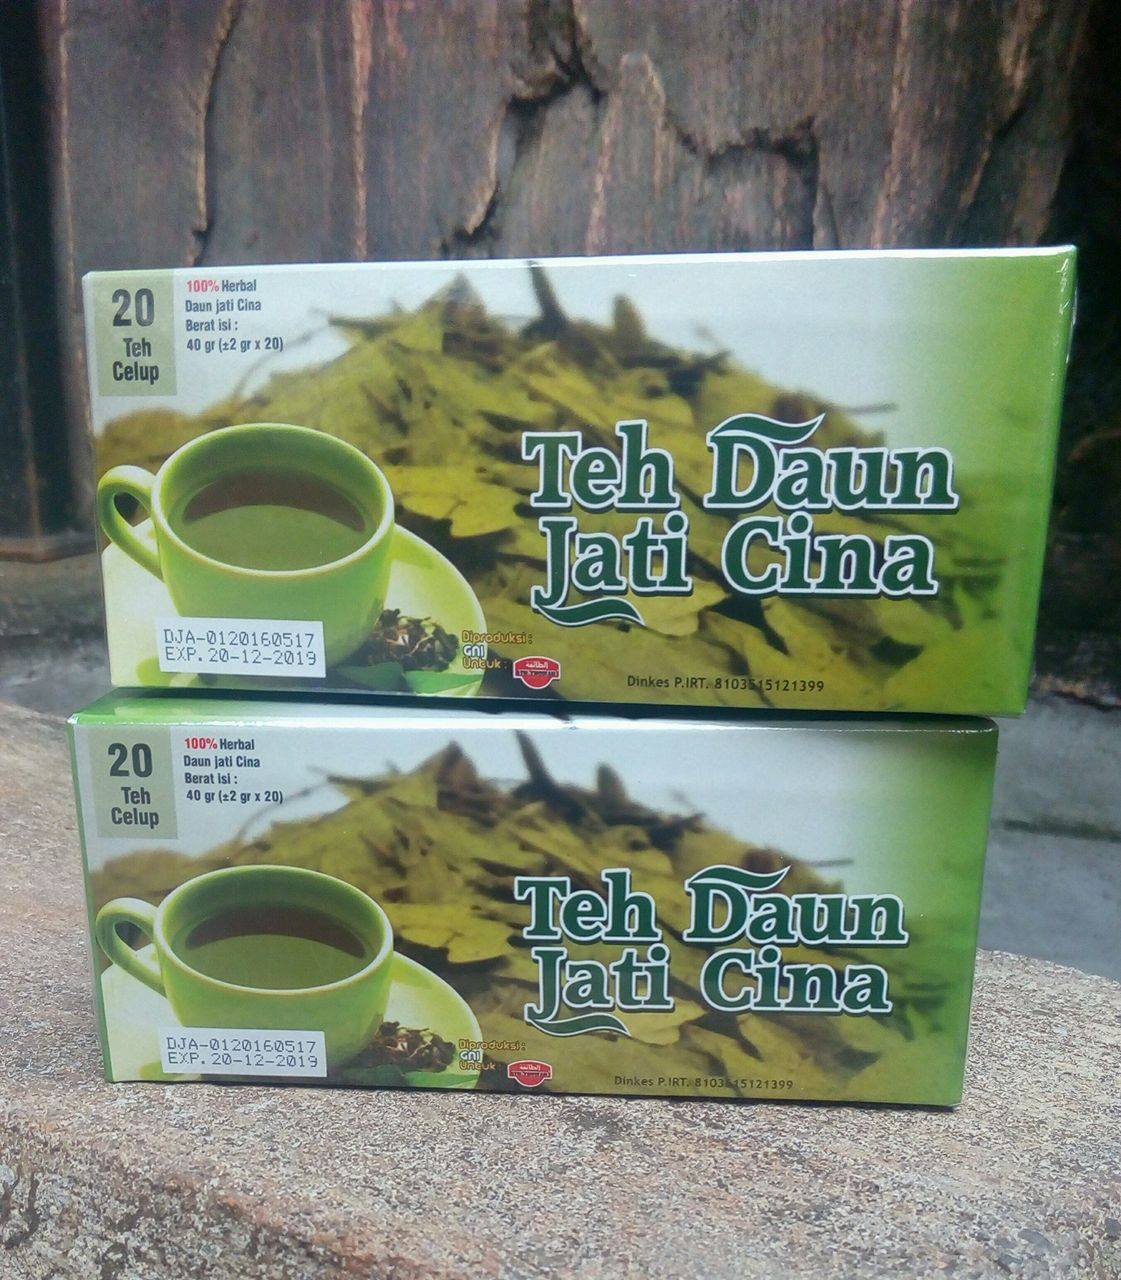 20
Teh
Celup
100% Herbal
Daun jati Cina
Berat isi :
40 gr (±2 gr x 20)
Teh Daun
Jati Cina
DJA-0120160517
EXP.20-12-2019
Diproduksi :
GNI
Untuk :
الطائفة
Dinkes P.IRT. 8103515121399
20
Teh
Celup
100% Herbal
Daun jati Cina
Berat isi :
40 gr (±2 gr x 20)
Teh Daun
Jati Cina
DJA-0120160517
EXP.20-12-2019
Diproduksi :
GNI
Untuk :
Dinkes P.IRT. 8103515121399